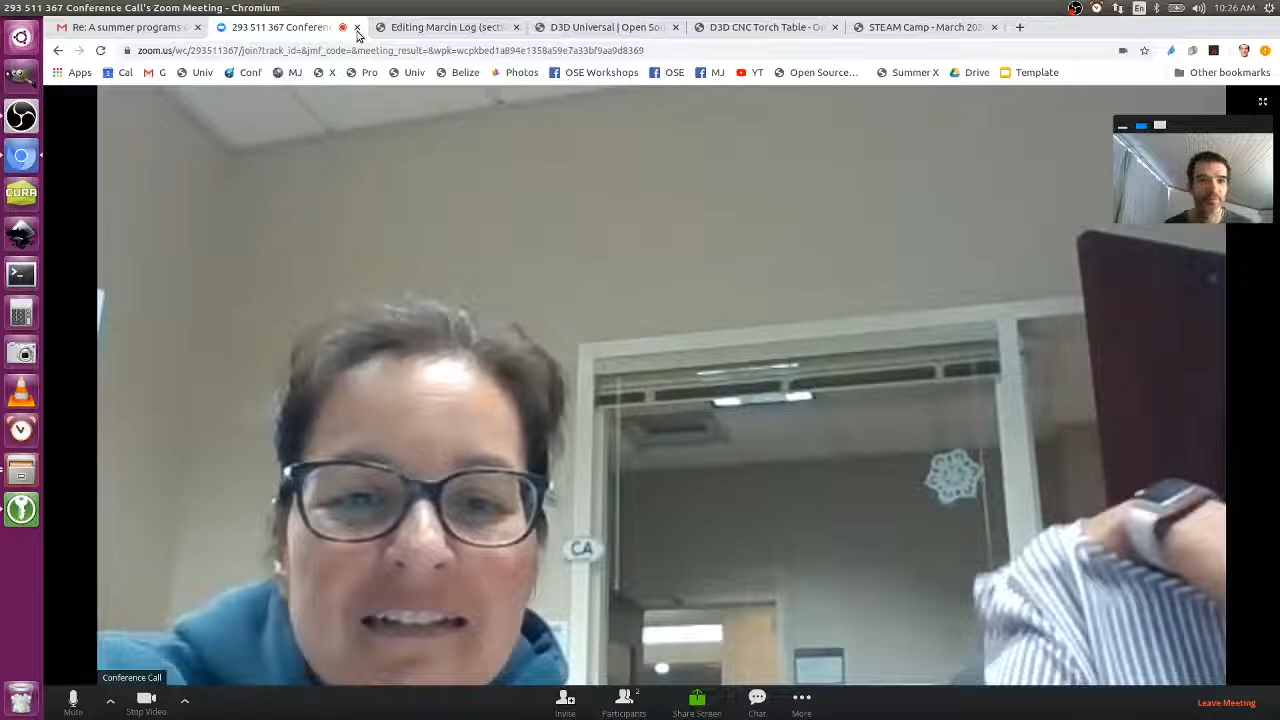 293 511 367 Conference Call's Zoom Meeting - Chromium
En
10:26 AM
Re: A summer programs
293 511 367 Conferen
Editing Marcin Log (sect
D3D Universal | Open So
D3D CNC Torch Table - Op
STEAM Camp - March 202
zoom.us/wc/293511367/join?track_id=&jmf_code=&meeting_result=&wpk=wcpkbed1a894e1358a59e7a33bf9aa9d8369
Apps Cal G Univ Conf MJ X Pro Univ Belize Photos OSE Workshops OSE MJ YT Open Source… Summer X Drive Template Other bookmarks
CURA
CA
Conference Call
Mute
Stop Video
Invite
2
Participants
Share Screen
Chat
More
Leave Meeting